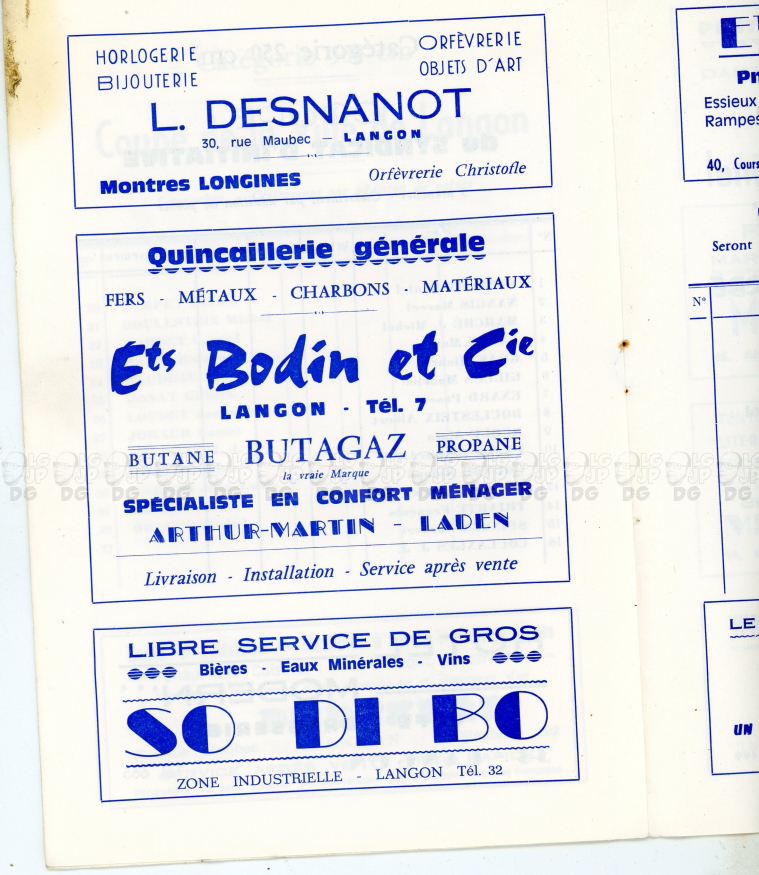 HORLOGERIE
BIJOUTERIE
ORFÈVRERIE
OBJETS D'ART
L. DESNANOT
30, rue Maubec — LANGON
Montres LONGINES
Orfèvrerie Christofle
Quincaillerie générale
FERS - MÉTAUX - CHARBONS - MATÉRIAUX
Ets Bodin et Cie
LANGON - Tél. 7
BUTANE BUTAGAZ PROPANE
la vraie Marque
SPÉCIALISTE EN CONFORT MÉNAGER
ARTHUR-MARTIN - LADEN
Livraison - Installation - Service après vente
LIBRE SERVICE DE GROS
Bières - Eaux Minérales - Vins
SO DI BO
ZONE INDUSTRIELLE - LANGON Tél. 32
Essieux
Rampes
40, Cours
Seront
N°
LE
UN